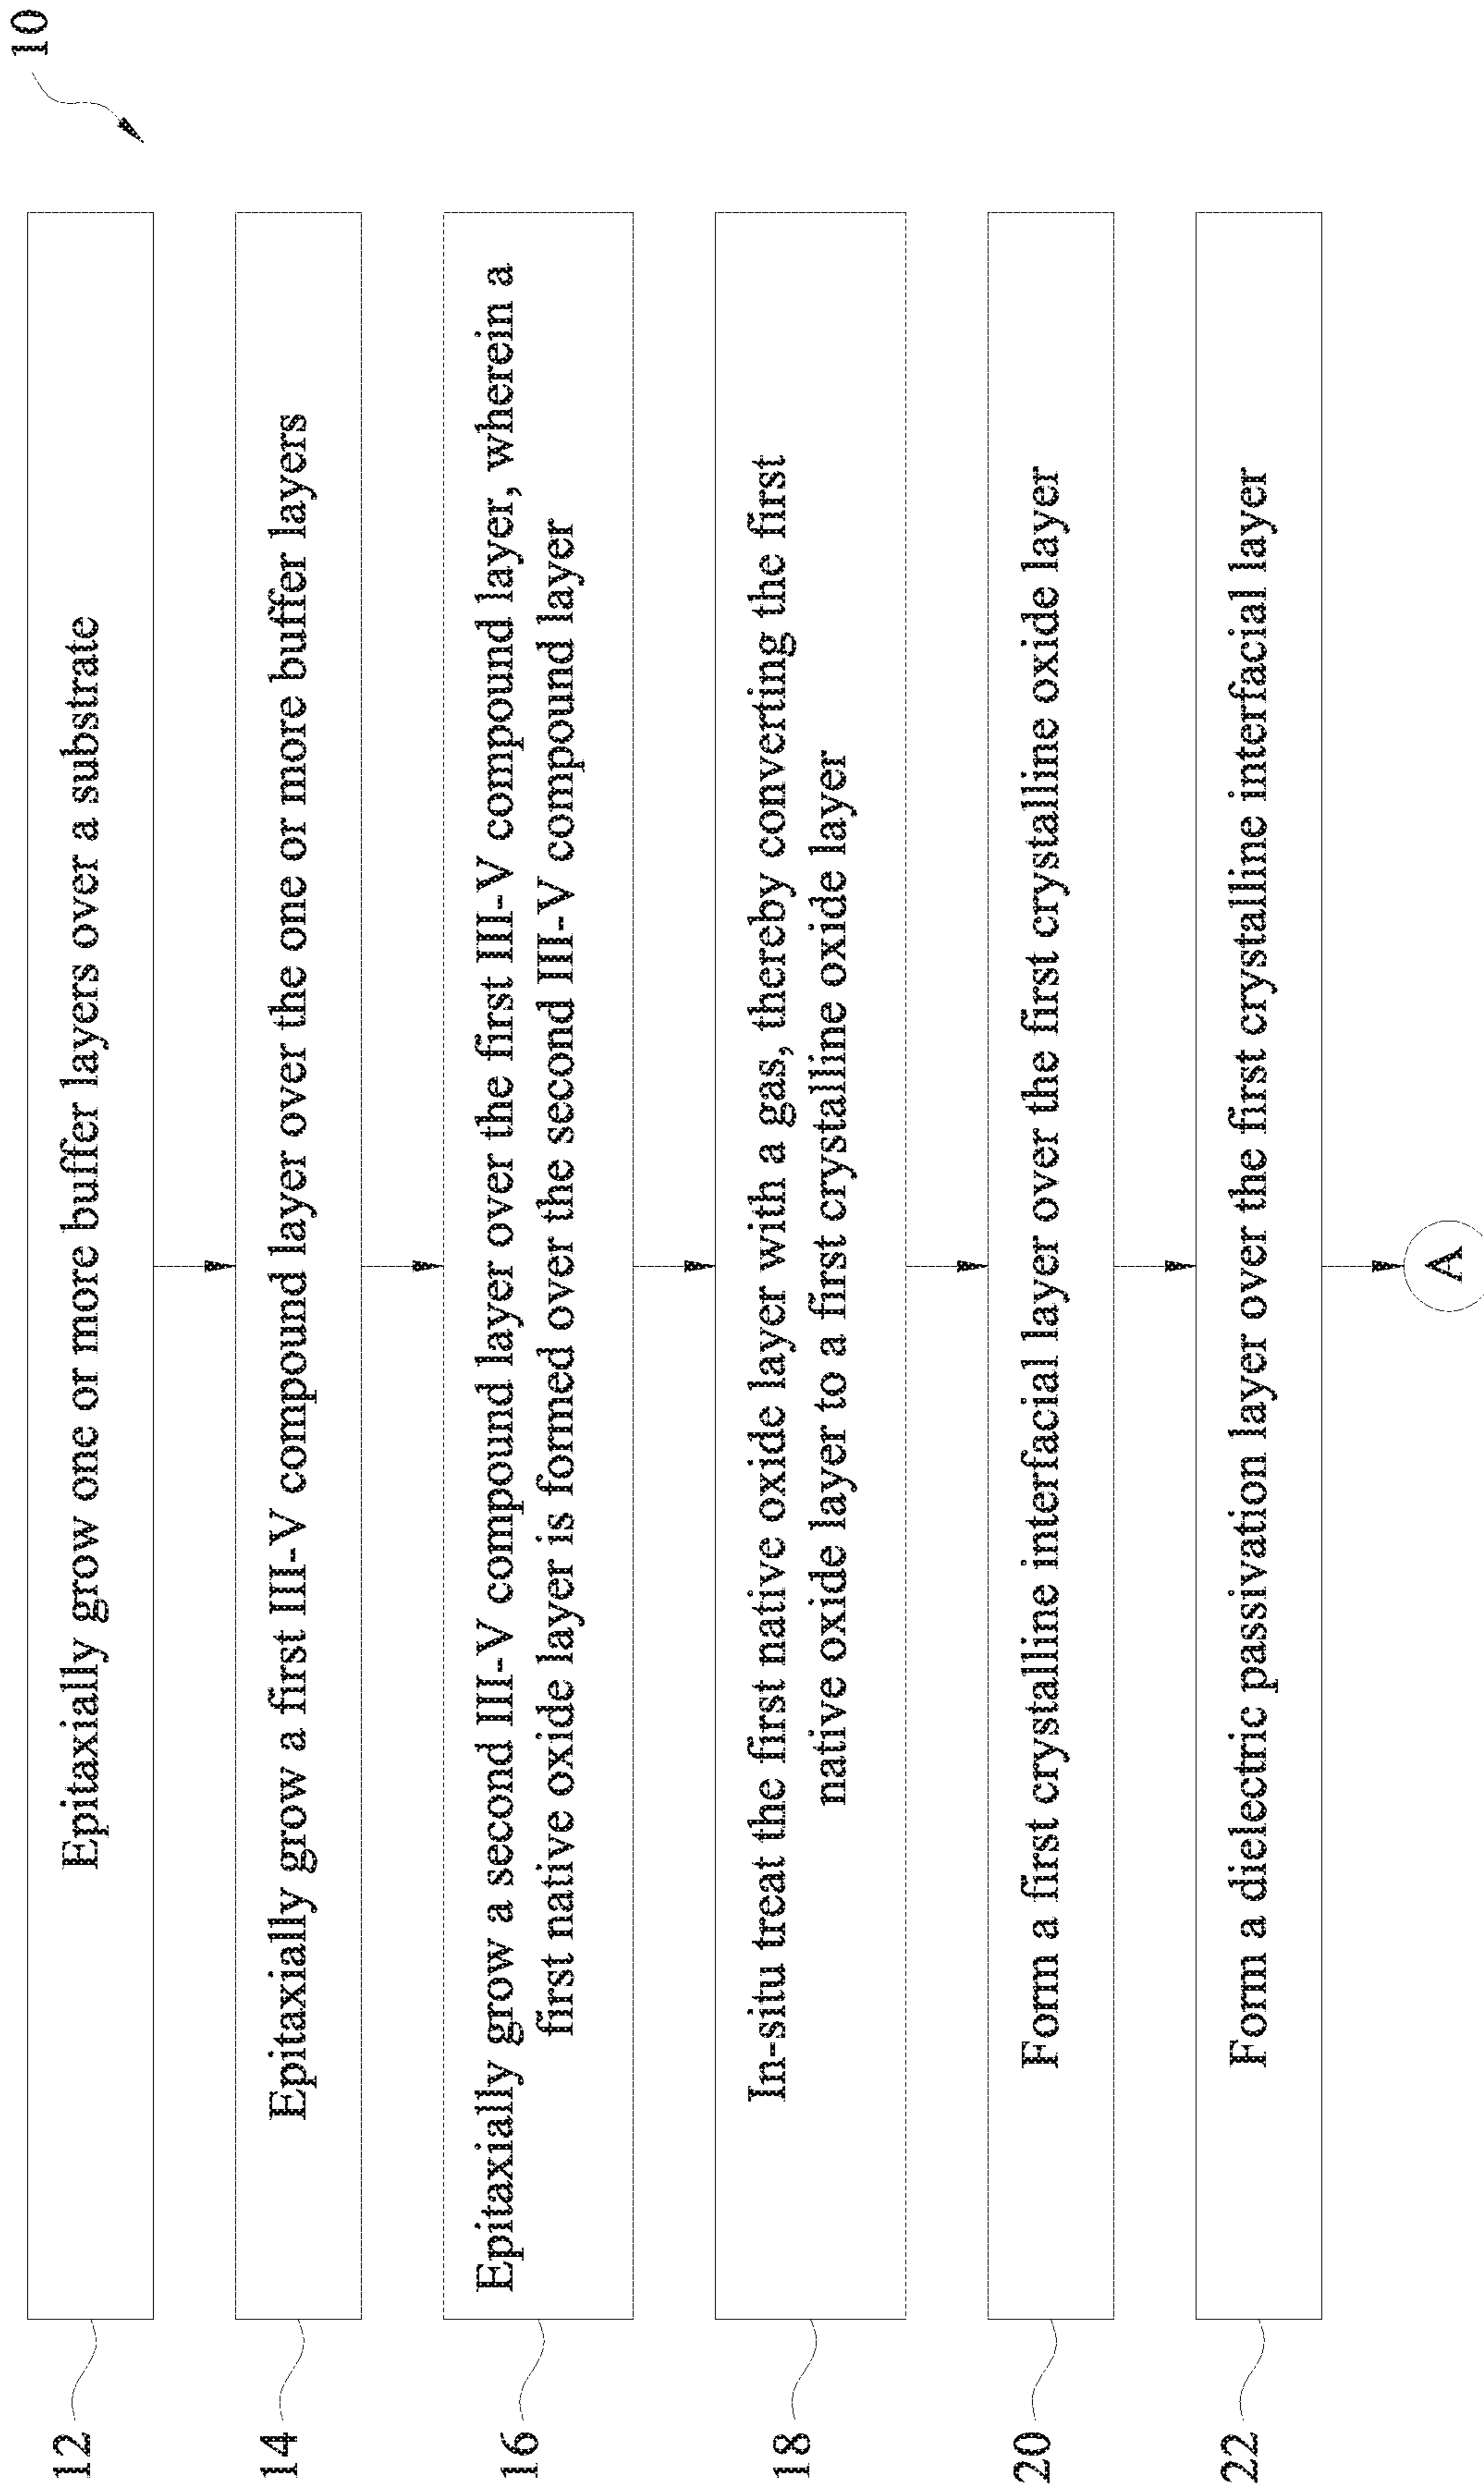 10
12
Epitaxially grow one or more buffer layers over a substrate
14
Epitaxially grow a first III-V compound layer over the one or more buffer layers
16
Epitaxially grow a second III-V compound layer over the first III-V compound layer, wherein a
first native oxide layer is formed over the second III-V compound layer
18
In-situ treat the first native oxide layer with a gas, thereby converting the first
native oxide layer to a first crystalline oxide layer
20
Form a first crystalline interfacial layer over the first crystalline oxide layer
22
Form a dielectric passivation layer over the first crystalline interfacial layer
A